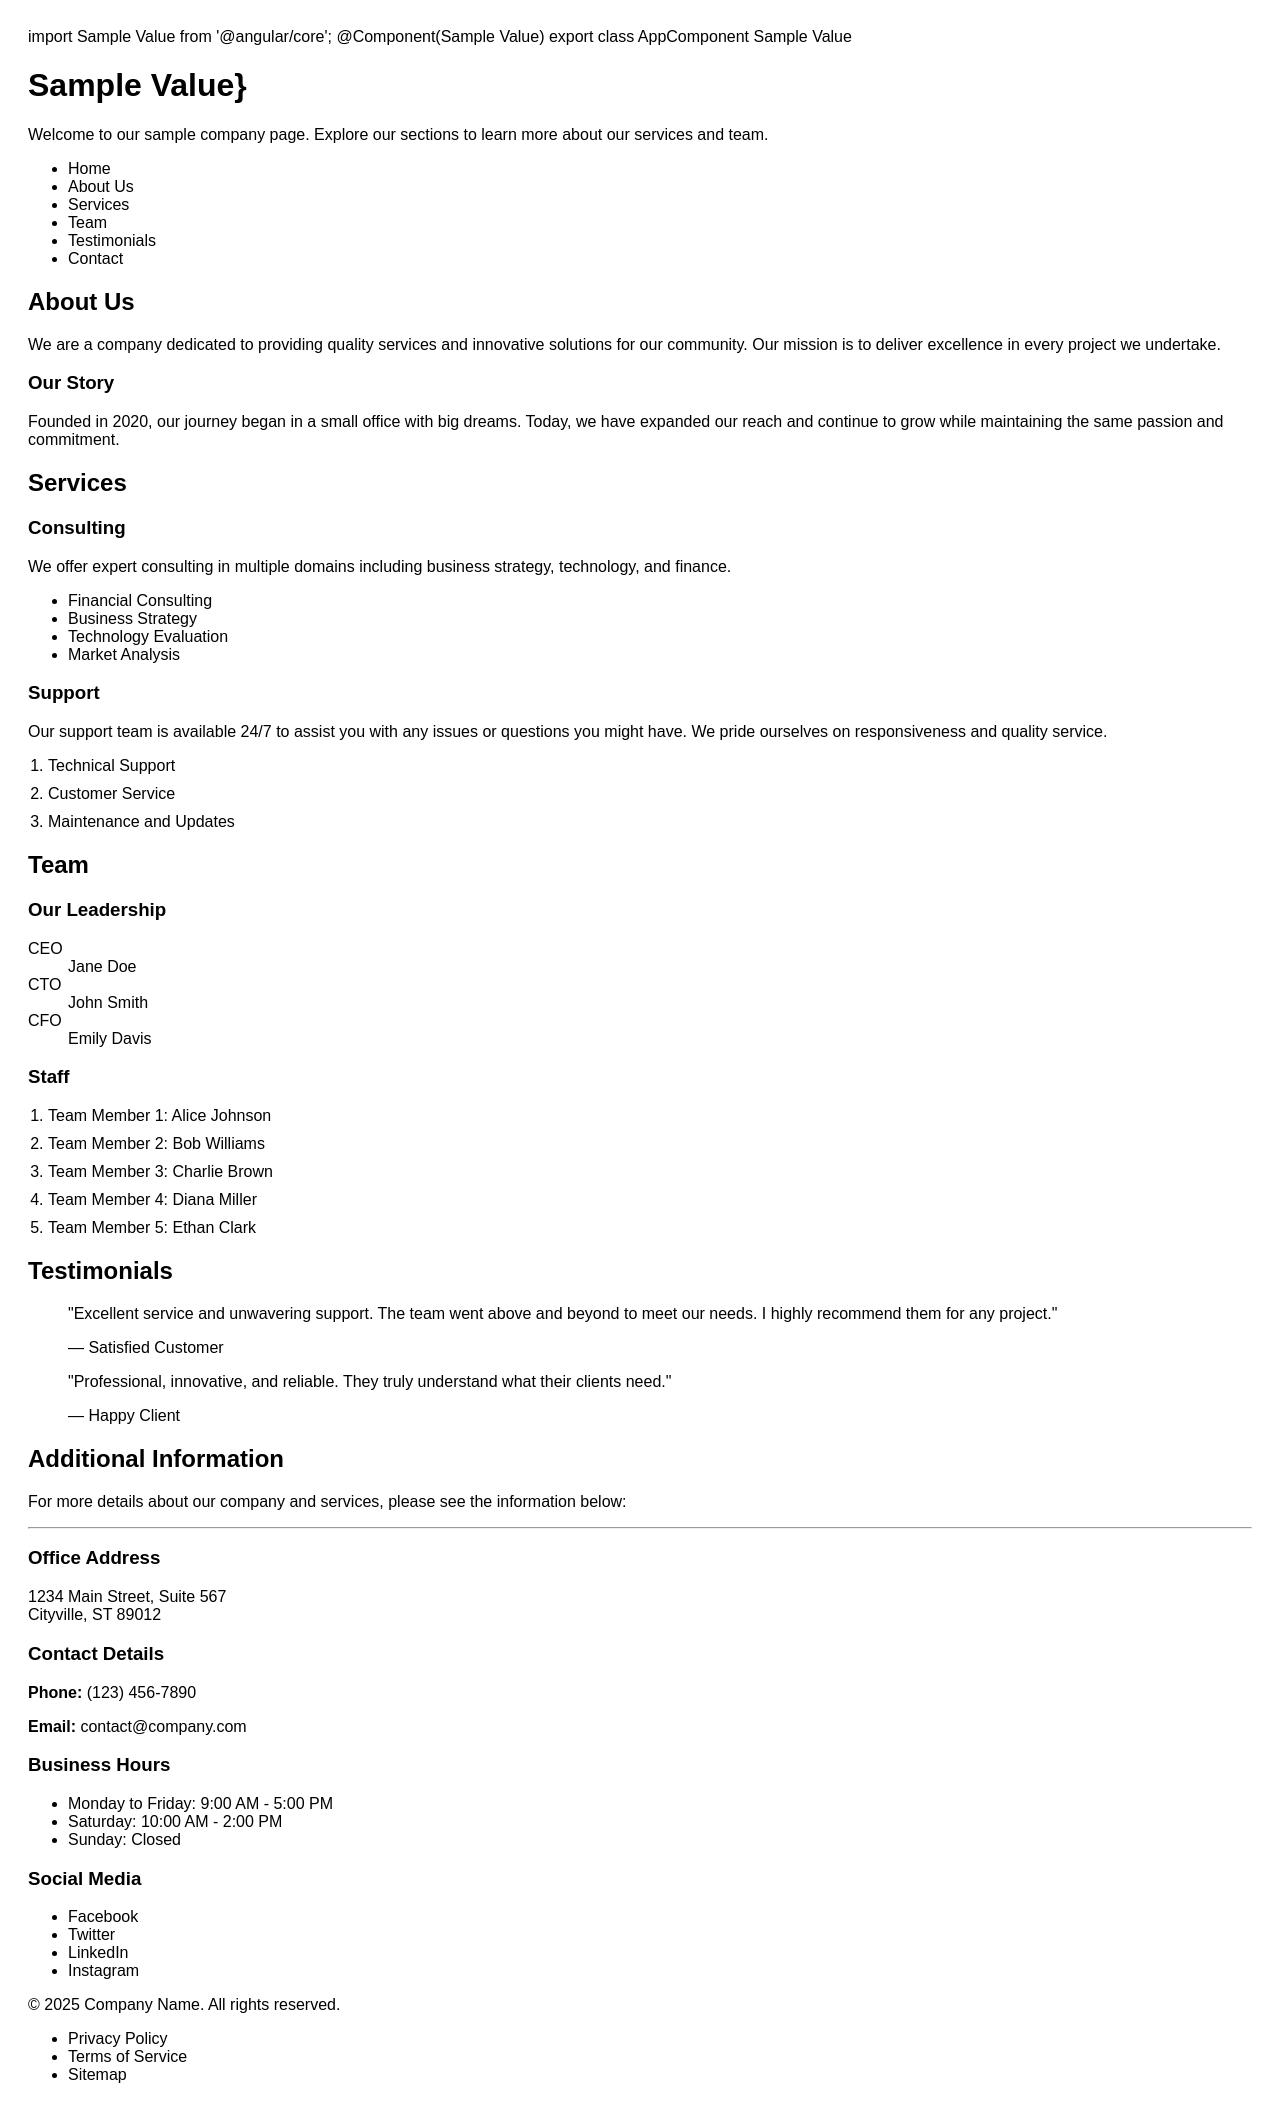 import Sample Value from '@angular/core'; @Component(Sample Value) export class AppComponent Sample Value
Sample Value}
Welcome to our sample company page. Explore our sections to learn more about our services and team.
• Home
• About Us
• Services
• Team
• Testimonials
• Contact
About Us
We are a company dedicated to providing quality services and innovative solutions for our community. Our mission is to deliver excellence in every project we undertake.
Our Story
Founded in 2020, our journey began in a small office with big dreams. Today, we have expanded our reach and continue to grow while maintaining the same passion and
commitment.
Services
Consulting
We offer expert consulting in multiple domains including business strategy, technology, and finance.
• Financial Consulting
• Business Strategy
• Technology Evaluation
• Market Analysis
Support
Our support team is available 24/7 to assist you with any issues or questions you might have. We pride ourselves on responsiveness and quality service.
1. Technical Support
2. Customer Service
3. Maintenance and Updates
Team
Our Leadership
CEO
Jane Doe
CTO
John Smith
CFO
Emily Davis
Staff
1. Team Member 1: Alice Johnson
2. Team Member 2: Bob Williams
3. Team Member 3: Charlie Brown
4. Team Member 4: Diana Miller
5. Team Member 5: Ethan Clark
Testimonials
"Excellent service and unwavering support. The team went above and beyond to meet our needs. I highly recommend them for any project."
— Satisfied Customer
"Professional, innovative, and reliable. They truly understand what their clients need."
— Happy Client
Additional Information
For more details about our company and services, please see the information below:
Office Address
1234 Main Street, Suite 567
Cityville, ST 89012
Contact Details
Phone: (123) 456-7890
Email: contact@company.com
Business Hours
• Monday to Friday: 9:00 AM - 5:00 PM
• Saturday: 10:00 AM - 2:00 PM
• Sunday: Closed
Social Media
• Facebook
• Twitter
• LinkedIn
• Instagram
© 2025 Company Name. All rights reserved.
• Privacy Policy
• Terms of Service
• Sitemap